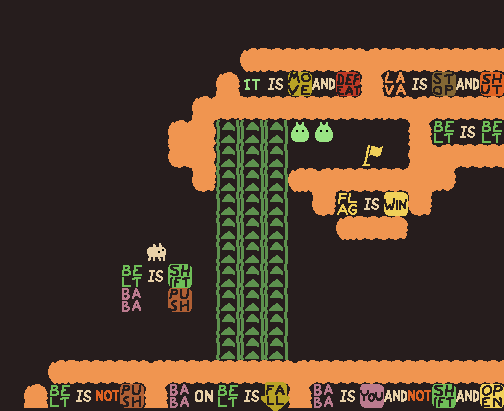 IT IS MOVE AND DEFEAT LAVA IS STOP AND SHUT
BELT IS BELT
FLAG IS WIN
BELT IS SHIFT
BABA PUSH
BELT IS NOT PUSH BABA ON BELT IS FALL BABA IS YOU AND NOT SHIFT AND OPEN